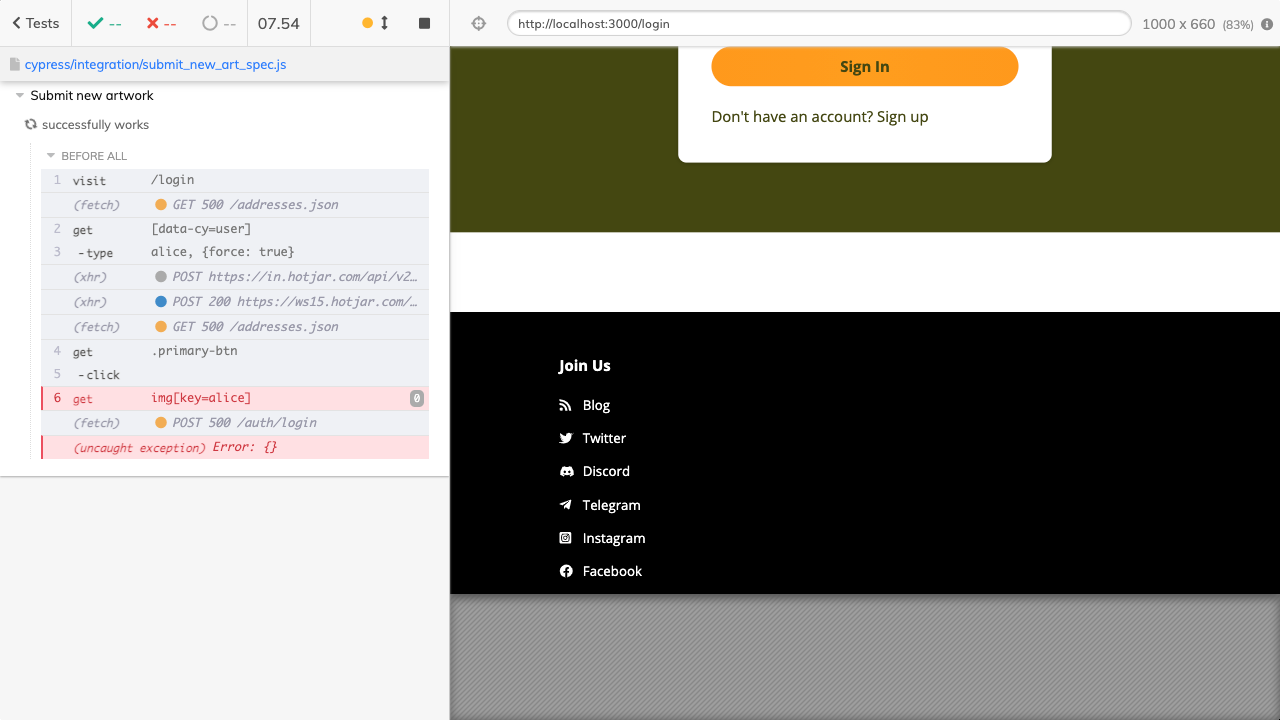 Tests
--
--
--
07.54
http://localhost:3000/login
1000 x 660 (83%)
cypress/integration/submit_new_art_spec.js
Submit new artwork
successfully works
BEFORE ALL
1 visit /login
(fetch) GET 500 /addresses.json
2 get [data-cy=user]
3 -type alice, {force: true}
(xhr) POST https://in.hotjar.com/api/v2…
(xhr) POST 200 https://ws15.hotjar.com/…
(fetch) GET 500 /addresses.json
4 get .primary-btn
5 -click
6 get img[key=alice] 0
(fetch) POST 500 /auth/login
(uncaught exception) Error: {}
Sign In
Don't have an account? Sign up
Join Us
Blog
Twitter
Discord
Telegram
Instagram
Facebook